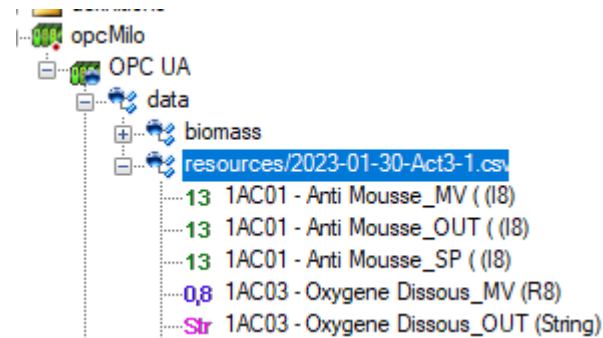 opcMilo
OPC UA
data
biomass
resources/2023-01-30-Act3-1.csv
13 1AC01 - Anti Mousse_MV ( (I8)
13 1AC01 - Anti Mousse_OUT ( (I8)
13 1AC01 - Anti Mousse_SP ( (I8)
0,8 1AC03 - Oxygene Dissous_MV (R8)
Str 1AC03 - Oxygene Dissous_OUT (String)